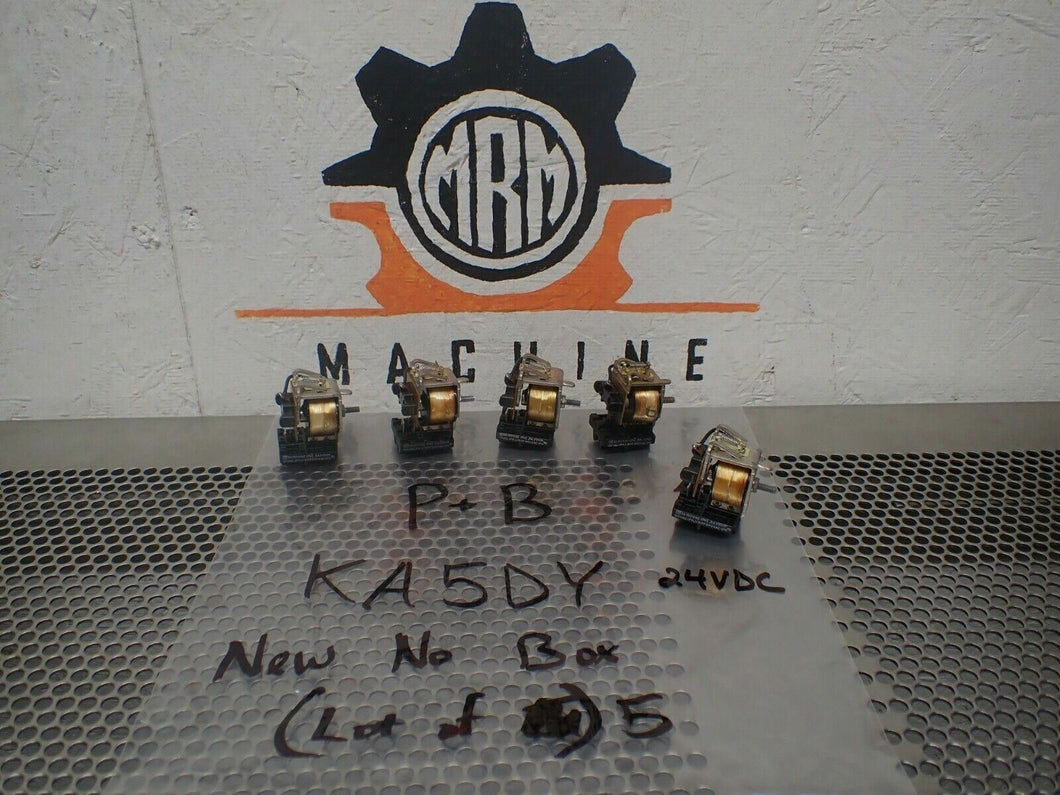 MRM
MACHINE
P+B
KA5DY
24VDC
New No Box
(Lot of ) 5